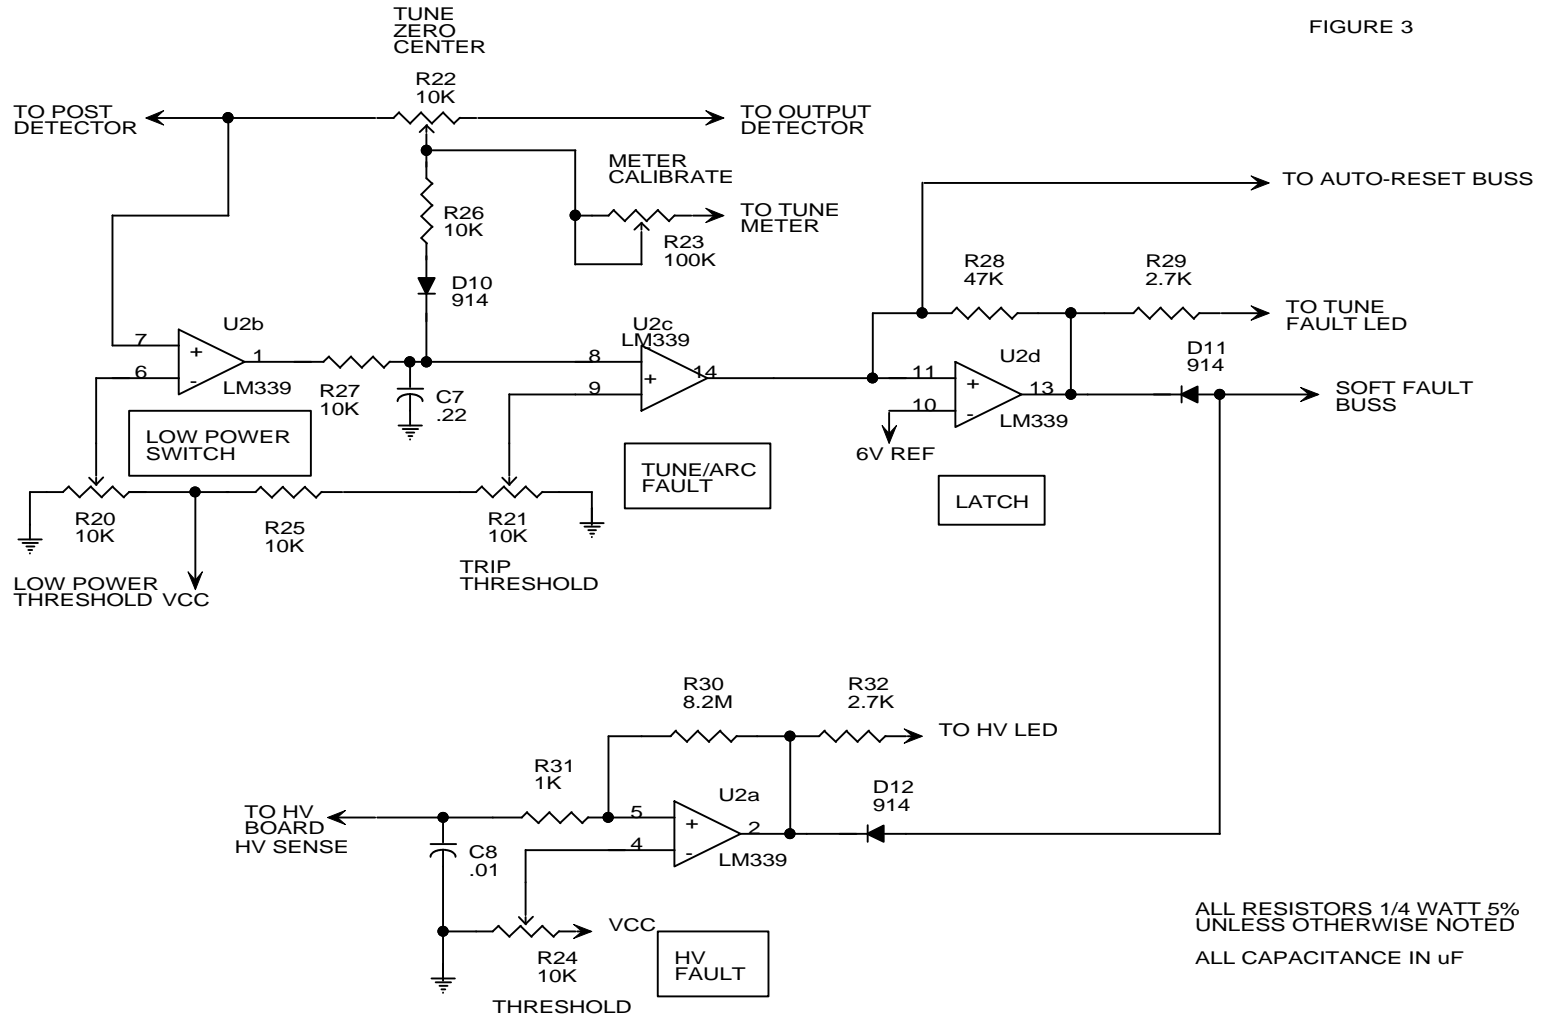 TUNE
ZERO
CENTER
FIGURE 3
R22
10K
TO POST
DETECTOR
TO OUTPUT
DETECTOR
METER
CALIBRATE
TO AUTO-RESET BUSS
R26
10K
TO TUNE
METER
R23
100K
R28
47K
R29
2.7K
D10
914
TO TUNE
FAULT LED
U2b
7
+
6
-
1
LM339
U2c
LM339
8
9
+
14
D11
914
U2d
11
+
10
-
13
LM339
SOFT FAULT
BUSS
R27
10K
C7
.22
6V REF
LOW POWER
SWITCH
TUNE/ARC
FAULT
LATCH
R20
10K
R25
10K
R21
10K
LOW POWER
THRESHOLD
VCC
TRIP
THRESHOLD
R30
8.2M
R32
2.7K
TO HV LED
R31
1K
U2a
D12
914
TO HV
BOARD
HV SENSE
5
+
4
-
2
LM339
C8
.01
VCC
R24
10K
HV
FAULT
THRESHOLD
ALL RESISTORS 1/4 WATT 5%
UNLESS OTHERWISE NOTED
ALL CAPACITANCE IN uF